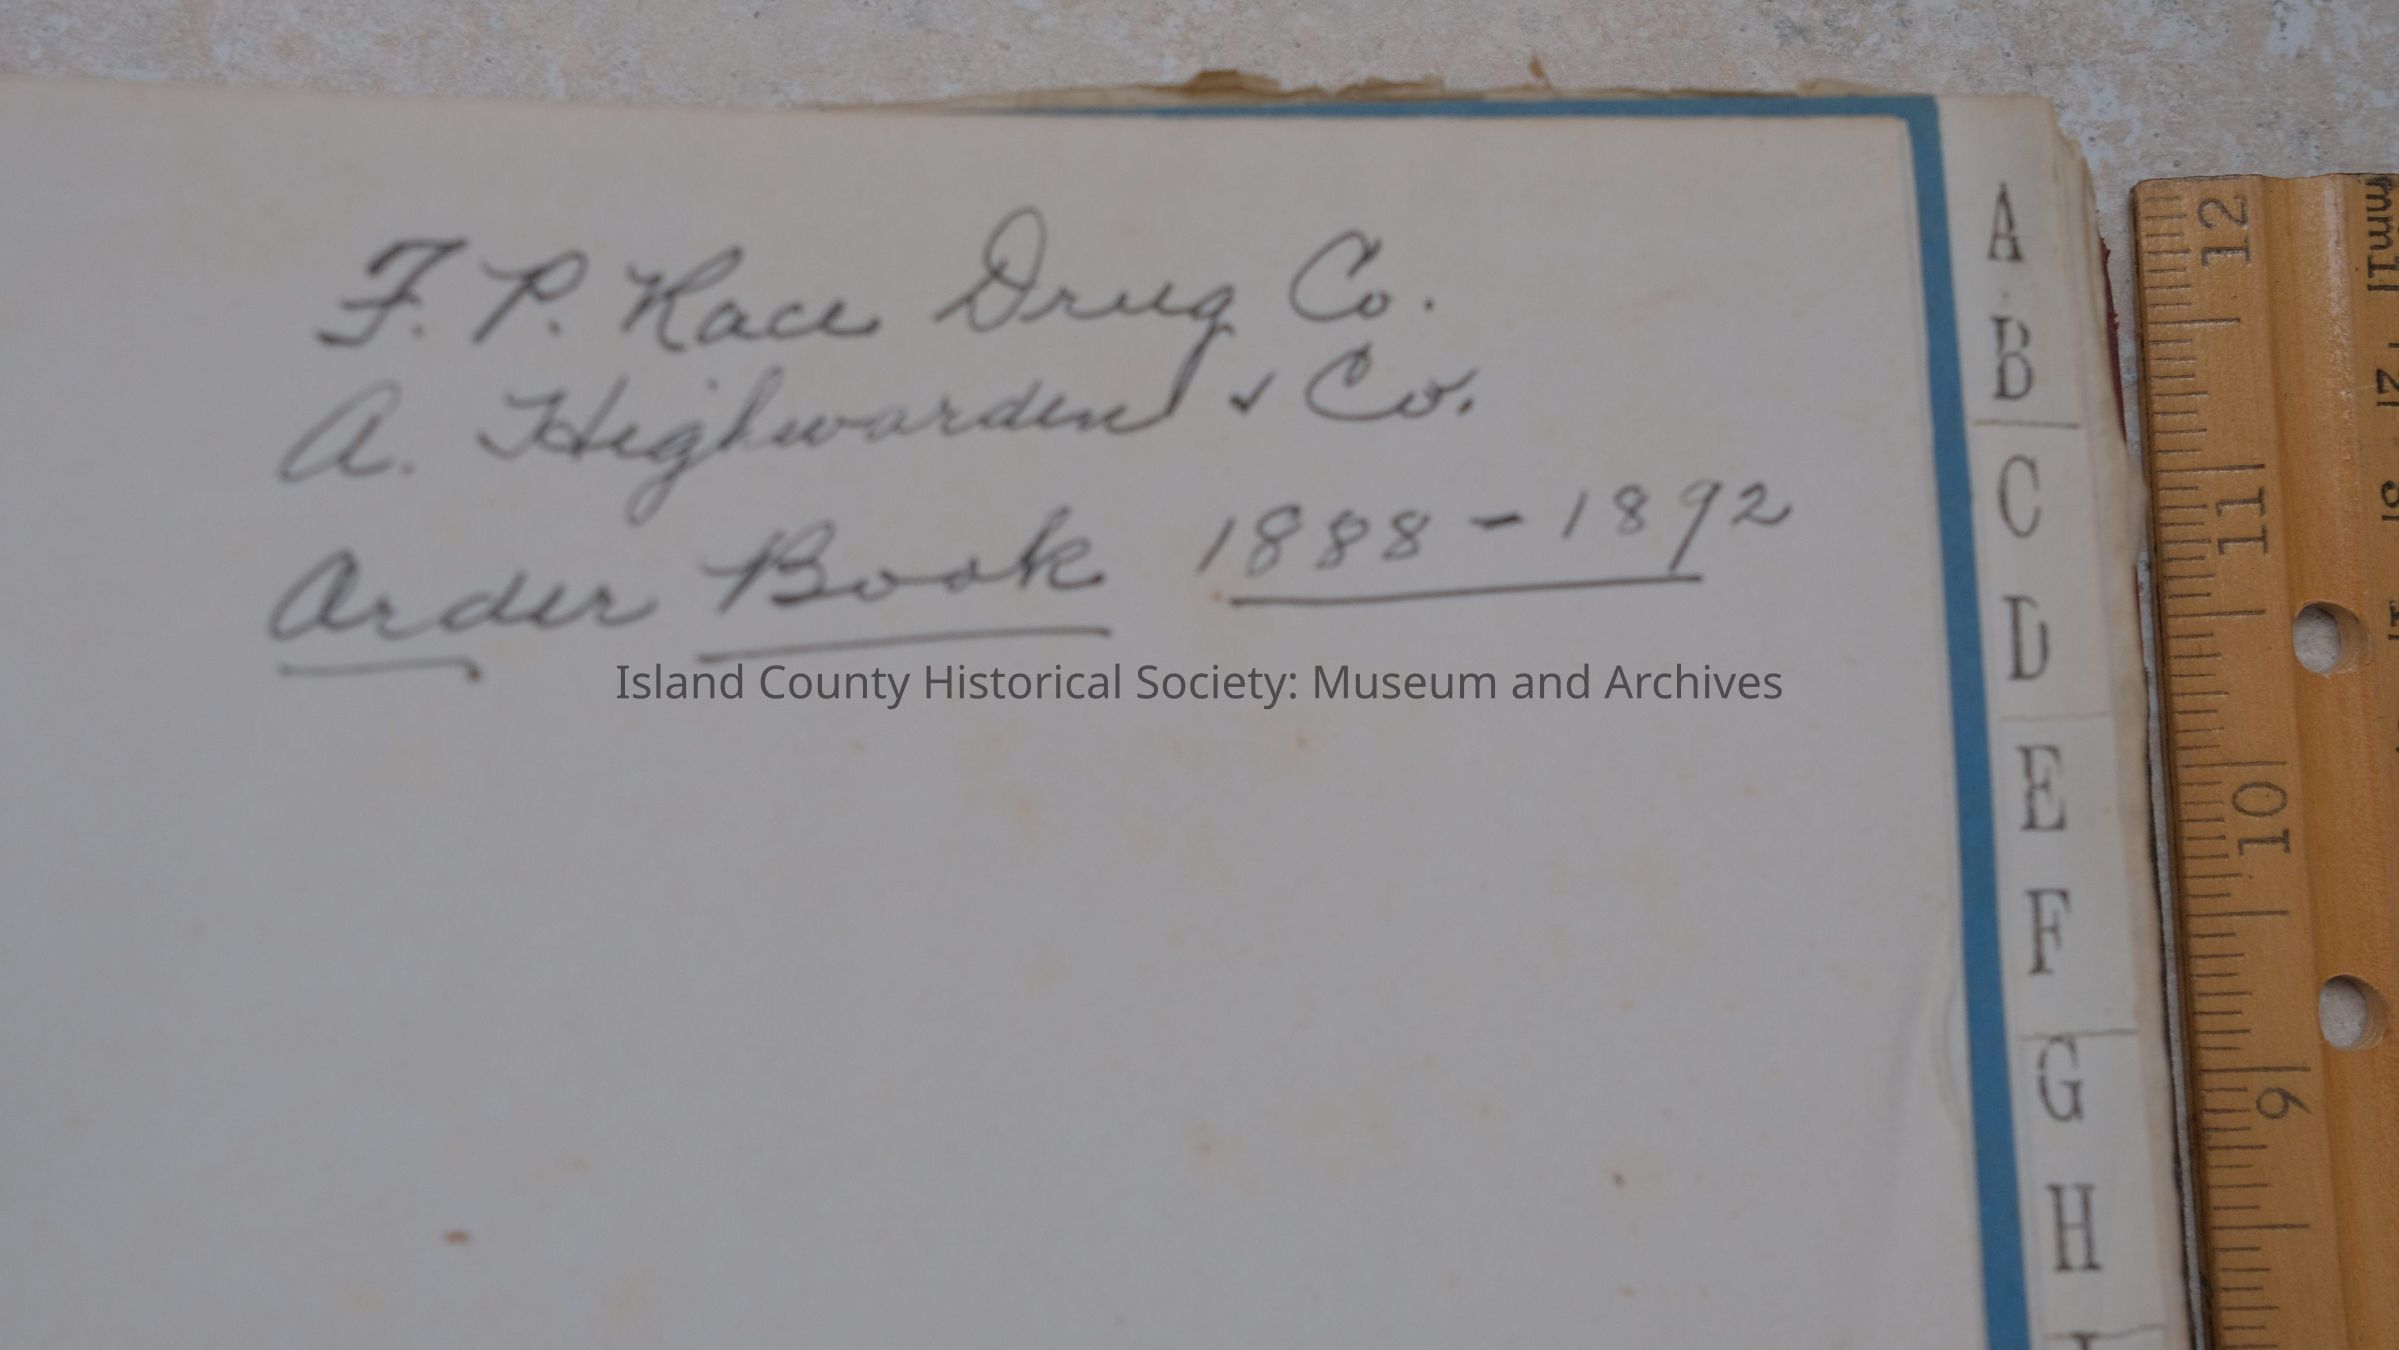 F. P. Race Drug Co.
A. Highwarden & Co.
Order Book 1888 - 1892
Island County Historical Society: Museum and Archives
A
B
C
D
E
F
G
H
12
11
10
9